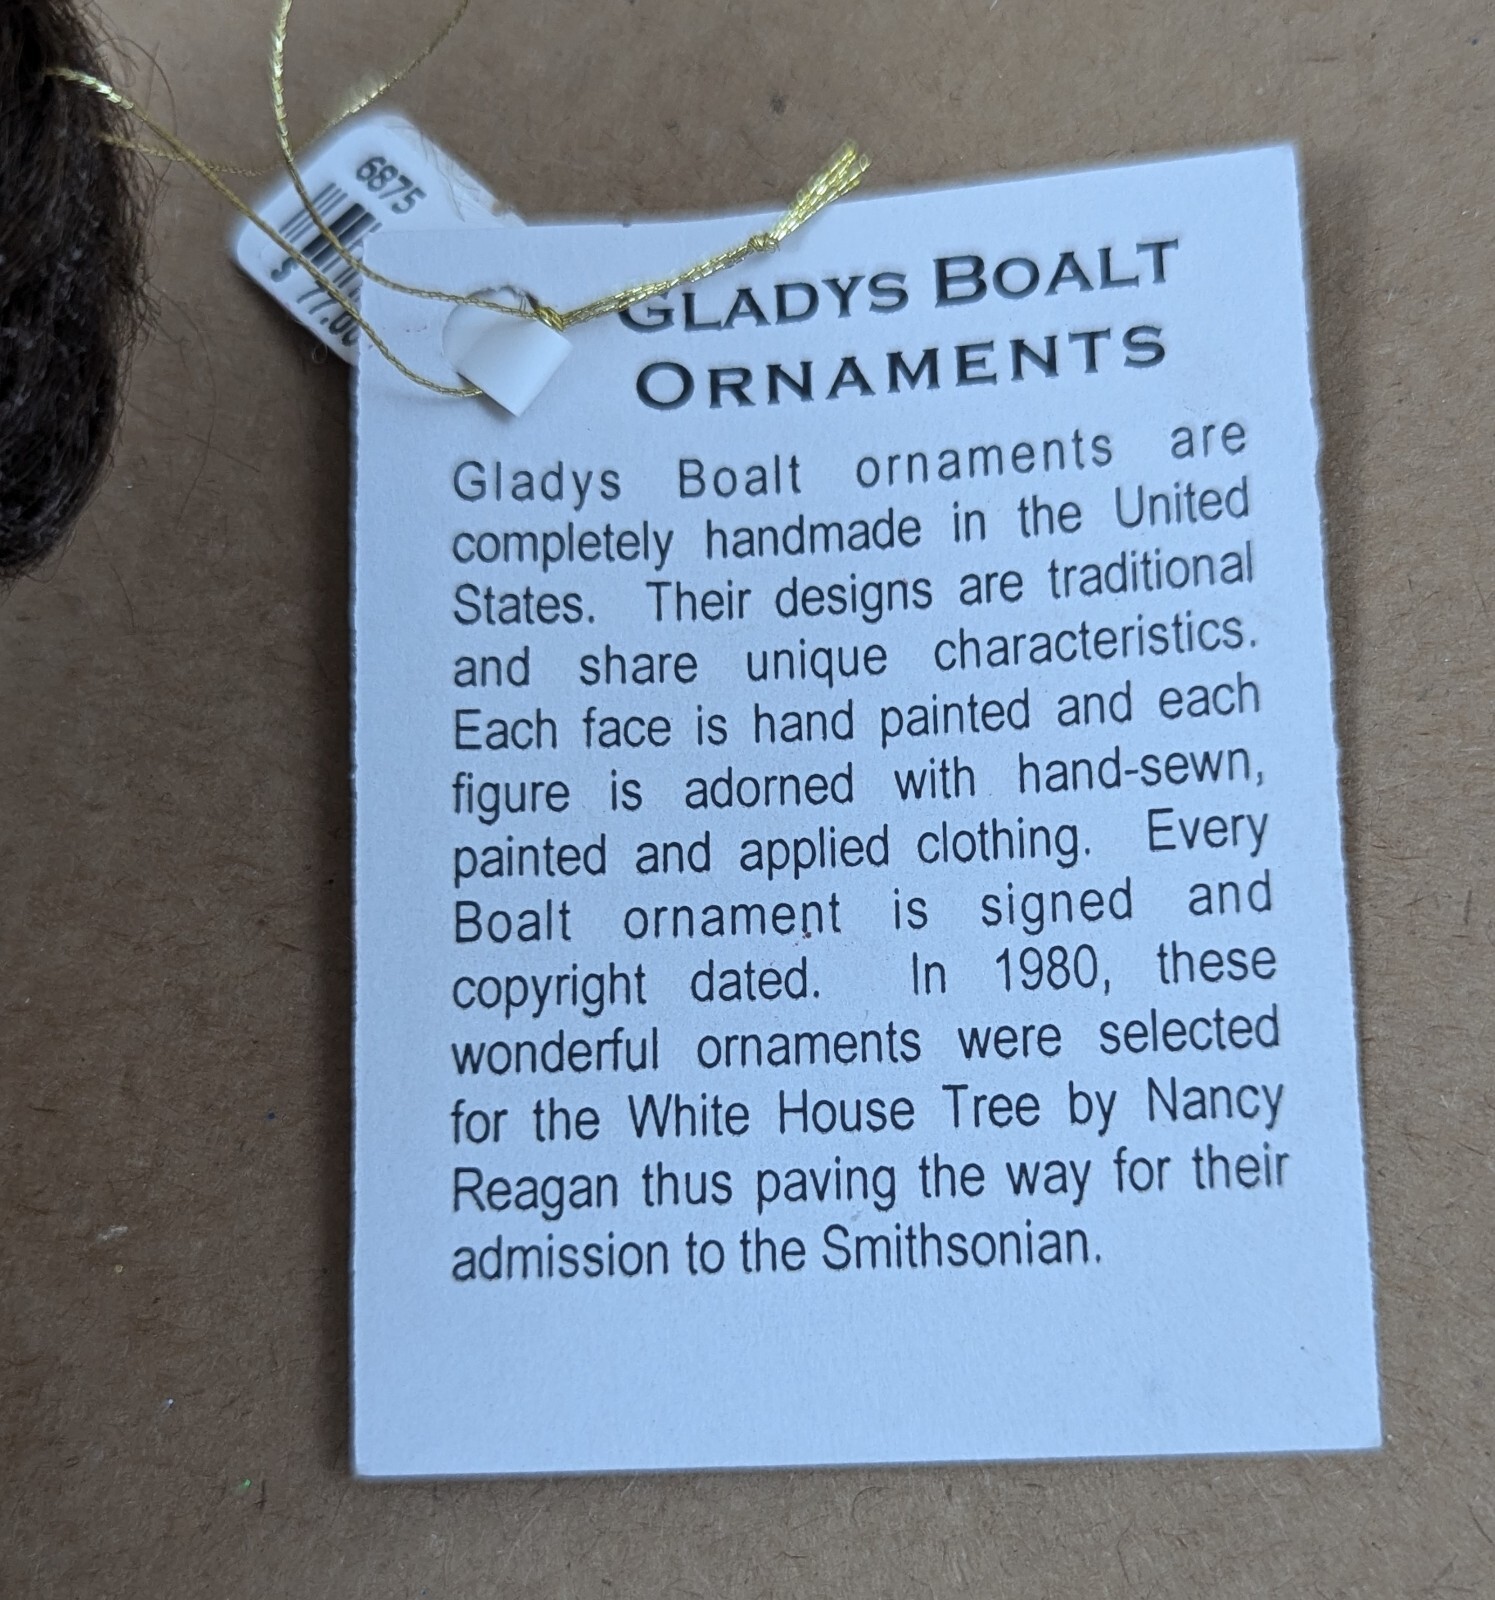 6875
$ 77.00
GLADYS BOALT
ORNAMENTS
Gladys Boalt ornaments are
completely handmade in the United
States. Their designs are traditional
and share unique characteristics.
Each face is hand painted and each
figure is adorned with hand-sewn,
painted and applied clothing. Every
Boalt ornament is signed and
copyright dated. In 1980, these
wonderful ornaments were selected
for the White House Tree by Nancy
Reagan thus paving the way for their
admission to the Smithsonian.